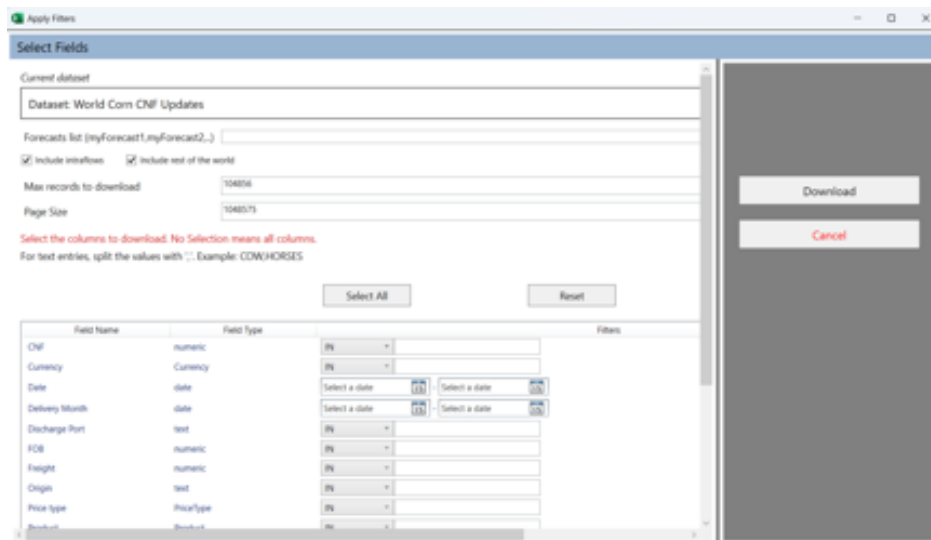 Apply Filters
Select Fields
Current dataset
Dataset: World Corn CNF Updates
Forecasts list (myForecast1,myForecast2,..)
Include intraflows Include rest of the world
Max records to download 104856
Page Size 1048575
Select the columns to download. No Selection means all columns.
For text entries, split the values with ','. Example: COW,HORSES
Select All Reset
Field Name Field Type Filters
CNF numeric IN
Currency Currency IN
Date date Select a date - Select a date
Delivery Month date Select a date - Select a date
Discharge Port text IN
FOB numeric IN
Freight numeric IN
Origin text IN
Price type PriceType IN
Product Product IN
Download
Cancel